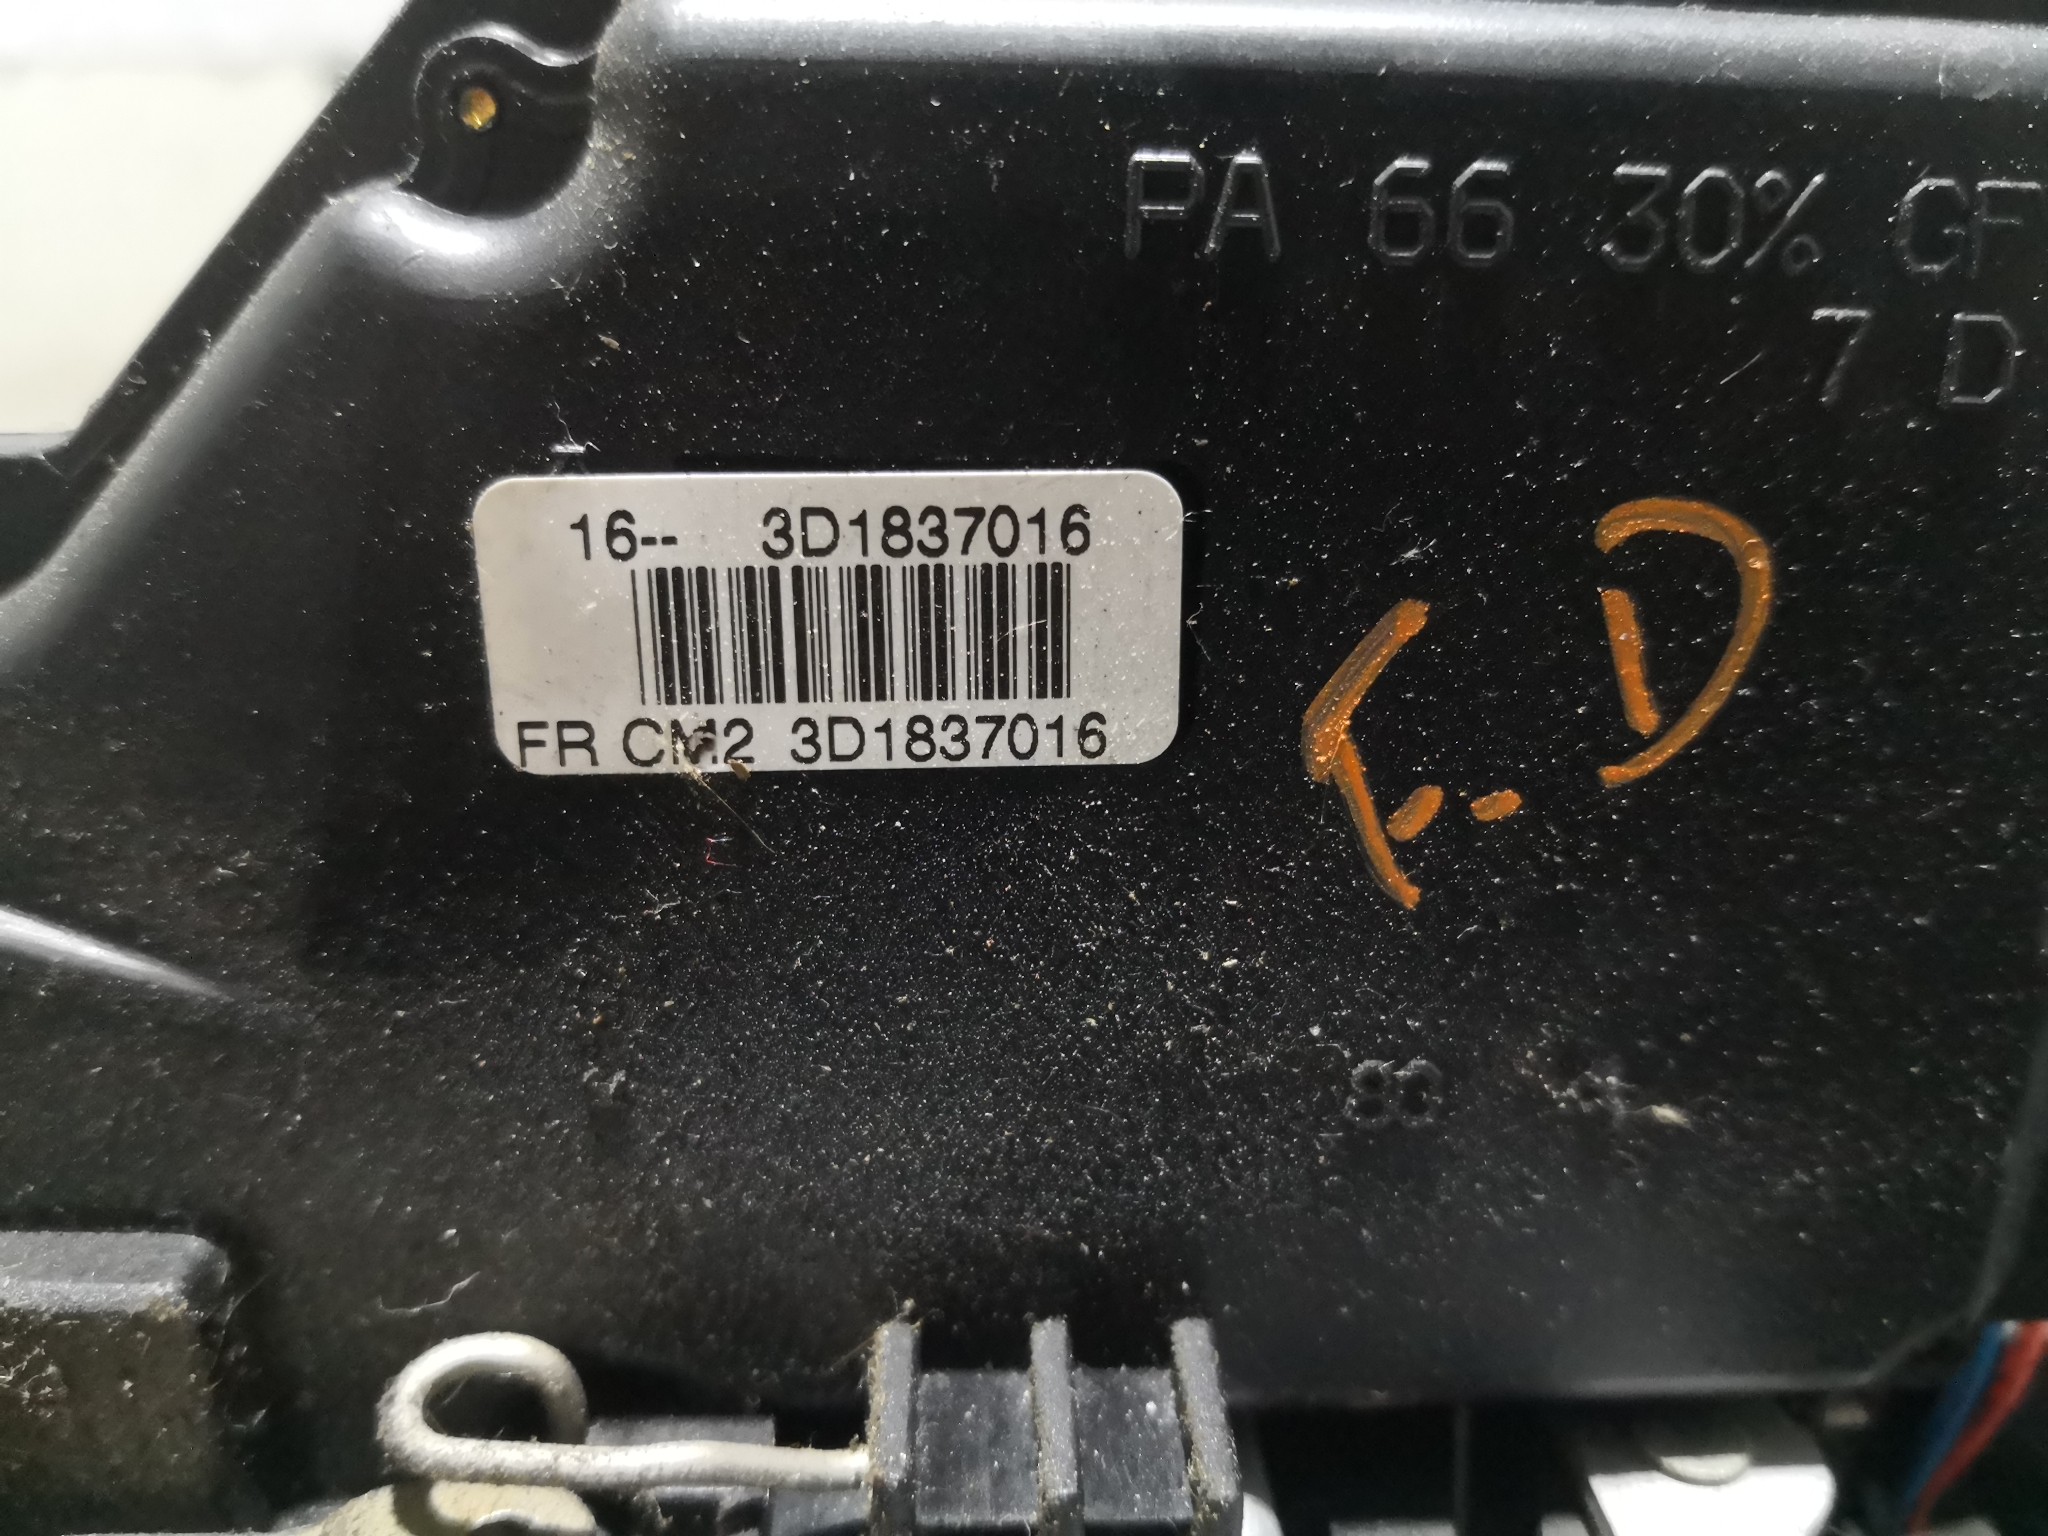 PA 66 30% GF
7 D
16-- 3D1837016
FR CM2 3D1837016